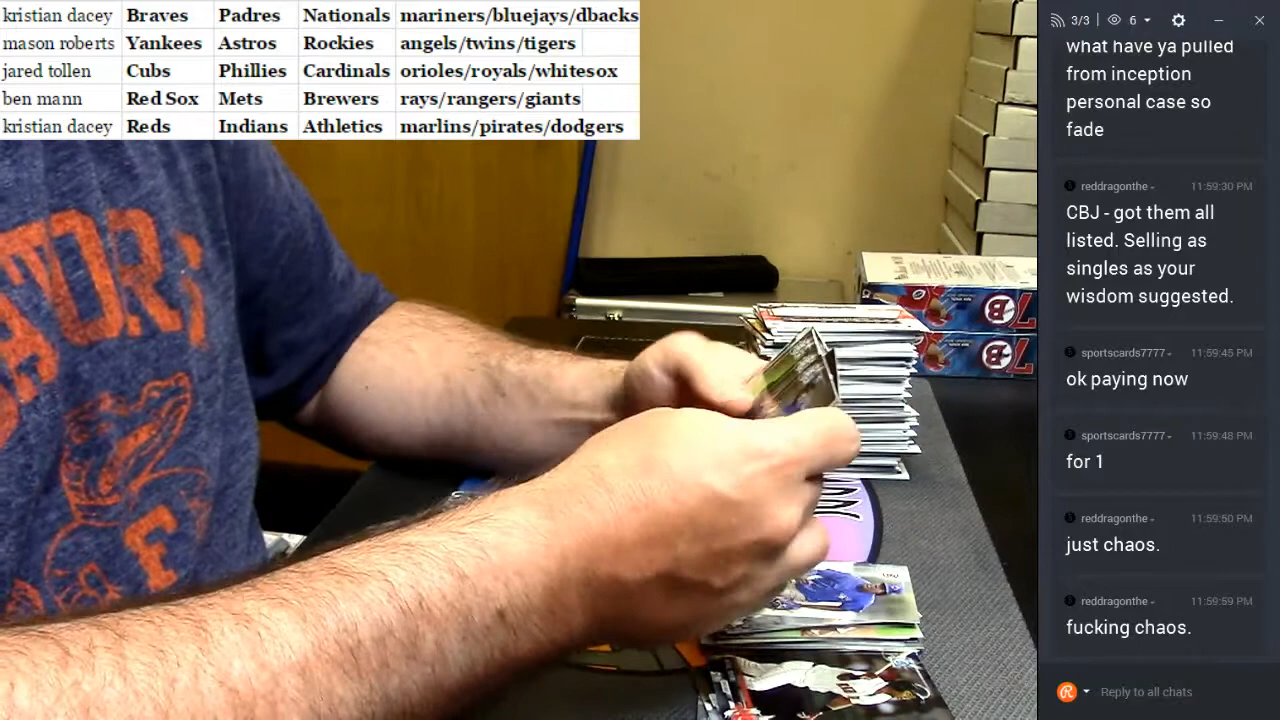 kristian dacey Braves Padres Nationals mariners/bluejays/dbacks
mason roberts Yankees Astros Rockies angels/twins/tigers
jared tollen Cubs Phillies Cardinals orioles/royals/whitesox
ben mann Red Sox Mets Brewers rays/rangers/giants
kristian dacey Reds Indians Athletics marlins/pirates/dodgers
3/3 6
what have ya pulled
from inception
personal case so
fade
reddragonthe 11:59:30 PM
CBJ - got them all
listed. Selling as
singles as your
wisdom suggested.
sportscards7777 11:59:45 PM
ok paying now
sportscards7777 11:59:48 PM
for 1
reddragonthe 11:59:50 PM
just chaos.
reddragonthe 11:59:59 PM
fucking chaos.
Reply to all chats
F